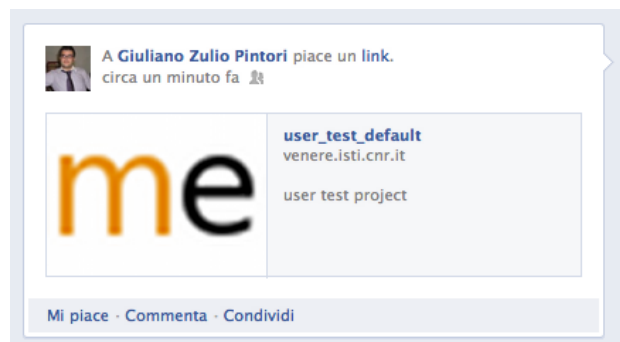 A Giuliano Zulio Pintori piace un link.
circa un minuto fa
me
user_test_default
venere.isti.cnr.it
user test project
Mi piace · Commenta · Condividi